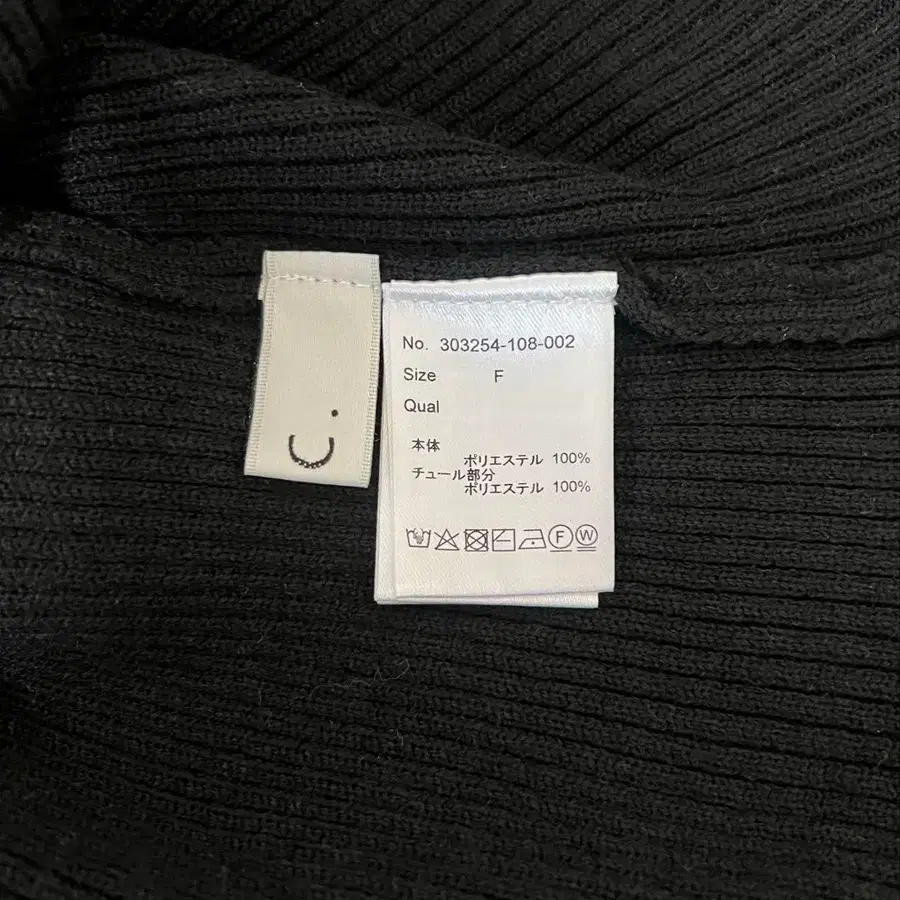 No. 303254-108-002
Size F
Qual
本体
ポリエステル 100%
チュール部分
ポリエステル 100%
F W